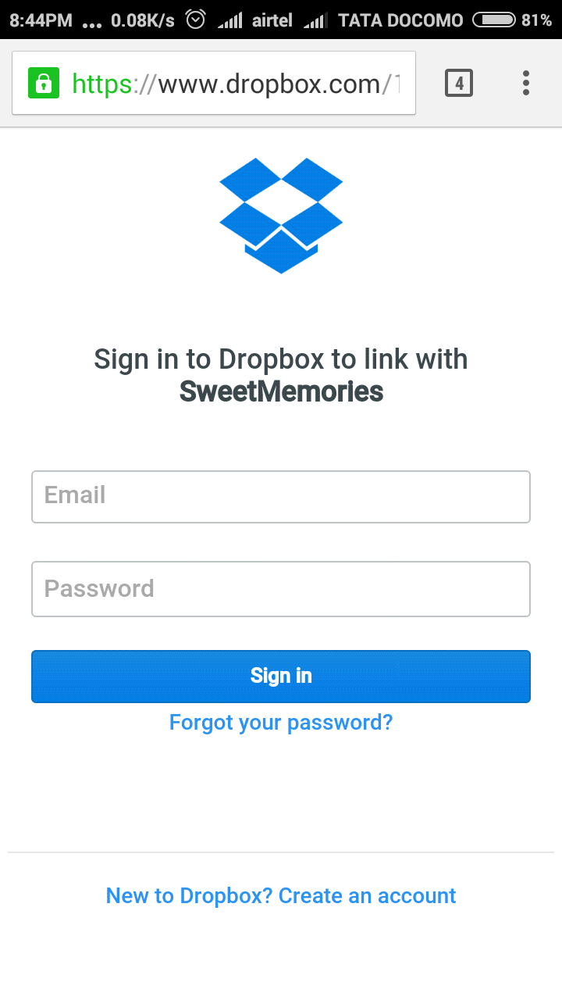 8:44PM ... 0.08K/s airtel TATA DOCOMO 81%
https://www.dropbox.com/1 4
Sign in to Dropbox to link with
SweetMemories
Email
Password
Sign in
Forgot your password?
New to Dropbox? Create an account